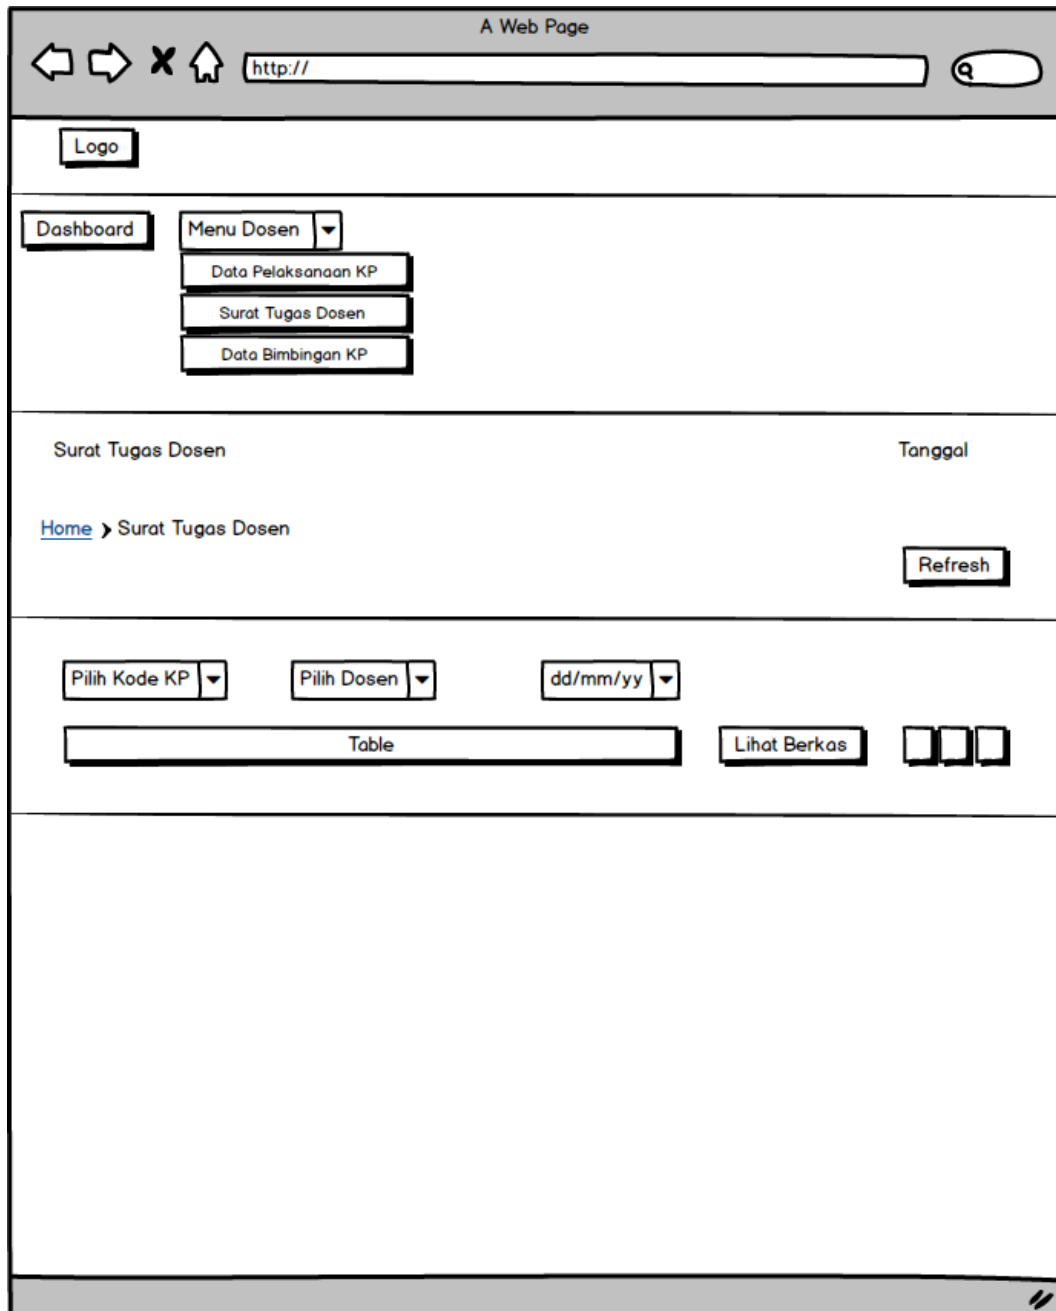 A Web Page
http://
Logo
Dashboard
Menu Dosen
Data Pelaksanaan KP
Surat Tugas Dosen
Data Bimbingan KP
Surat Tugas Dosen
Tanggal
Home
Surat Tugas Dosen
Refresh
Pilih Kode KP
Pilih Dosen
dd/mm/yy
Table
Lihat Berkas